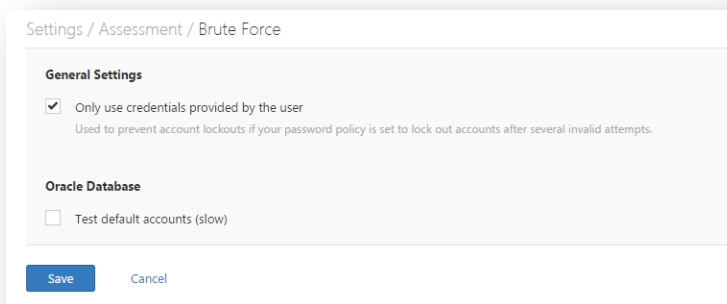 Settings / Assessment / Brute Force
General Settings
Only use credentials provided by the user
Used to prevent account lockouts if your password policy is set to lock out accounts after several invalid attempts.
Oracle Database
Test default accounts (slow)
Save Cancel